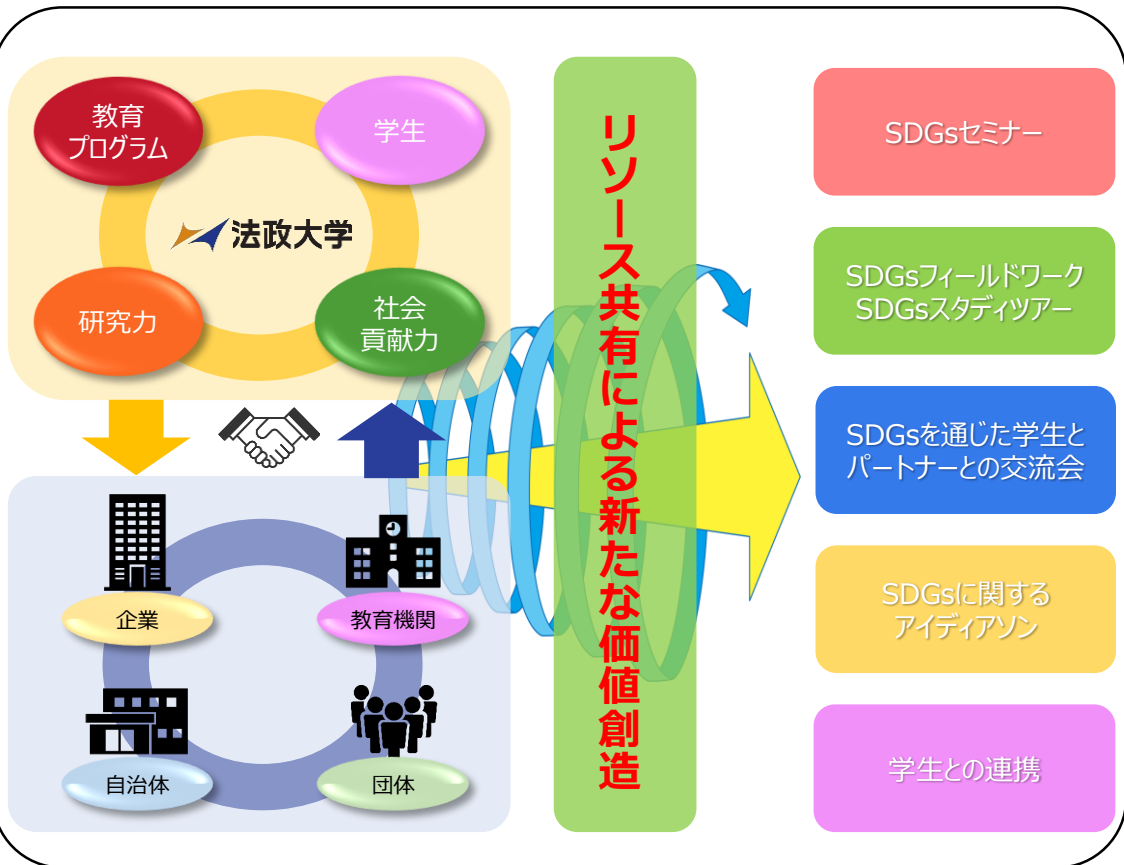 教育
プログラム
学生
法政大学
研究力
社会
貢献力
企業
教育機関
自治体
団体
リソース共有による新たな価値創造
SDGsセミナー
SDGsフィールドワーク
SDGsスタディツアー
SDGsを通じた学生と
パートナーとの交流会
SDGsに関する
アイディアソン
学生との連携